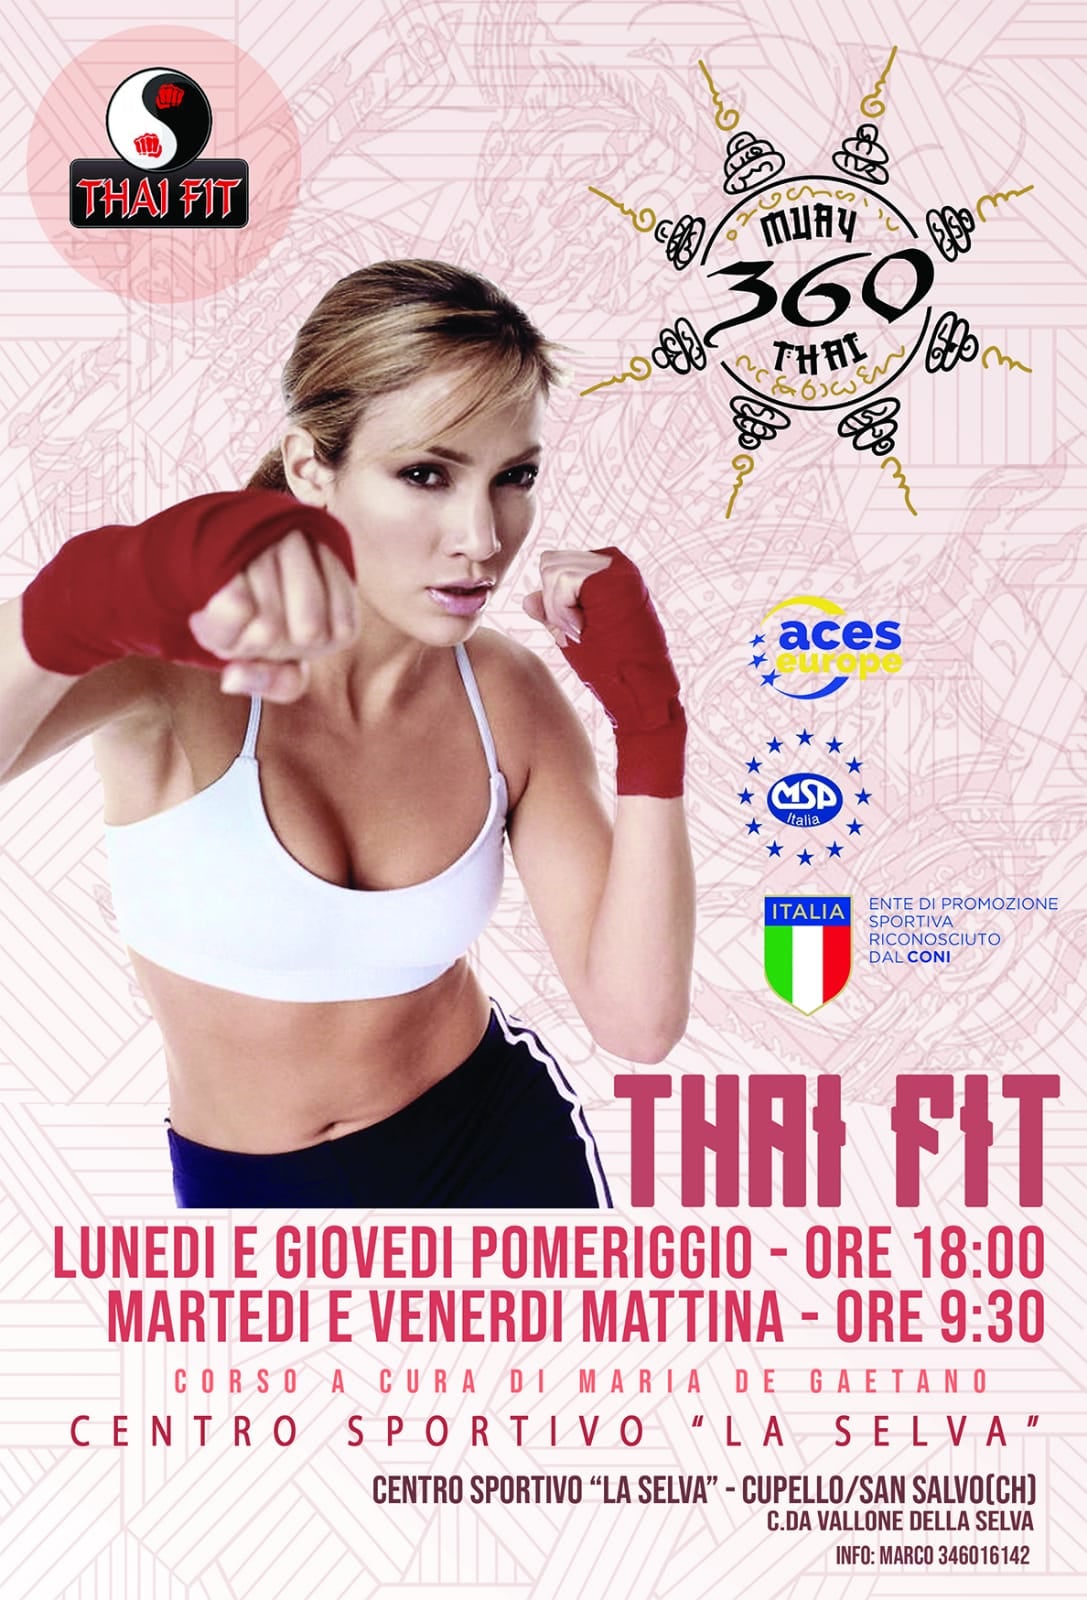 THAI FIT
MUAY
360
THAI
aces
europe
MSP
Italia
ITALIA
ENTE DI PROMOZIONE
SPORTIVA
RICONOSCIUTO
DAL CONI
THAI FIT
LUNEDI E GIOVEDI POMERIGGIO - ORE 18:00
MARTEDI E VENERDI MATTINA - ORE 9:30
CORSO A CURA DI MARIA DE GAETANO
CENTRO SPORTIVO "LA SELVA"
CENTRO SPORTIVO “LA SELVA” - CUPELLO/SAN SALVO(CH)
C.DA VALLONE DELLA SELVA
INFO: MARCO 346016142